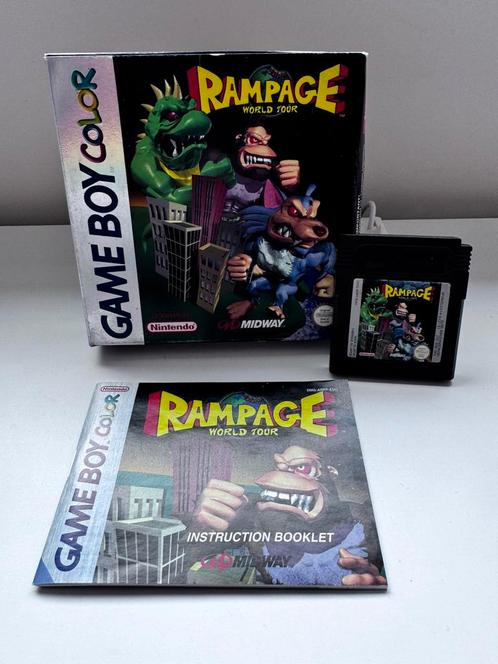 GAME BOY COLOR
RAMPAGE
WORLD TOUR
Nintendo
MIDWAY
RAMPAGE
Nintendo
GAME BOY COLOR
RAMPAGE
WORLD TOUR
INSTRUCTION BOOKLET
MIDWAY